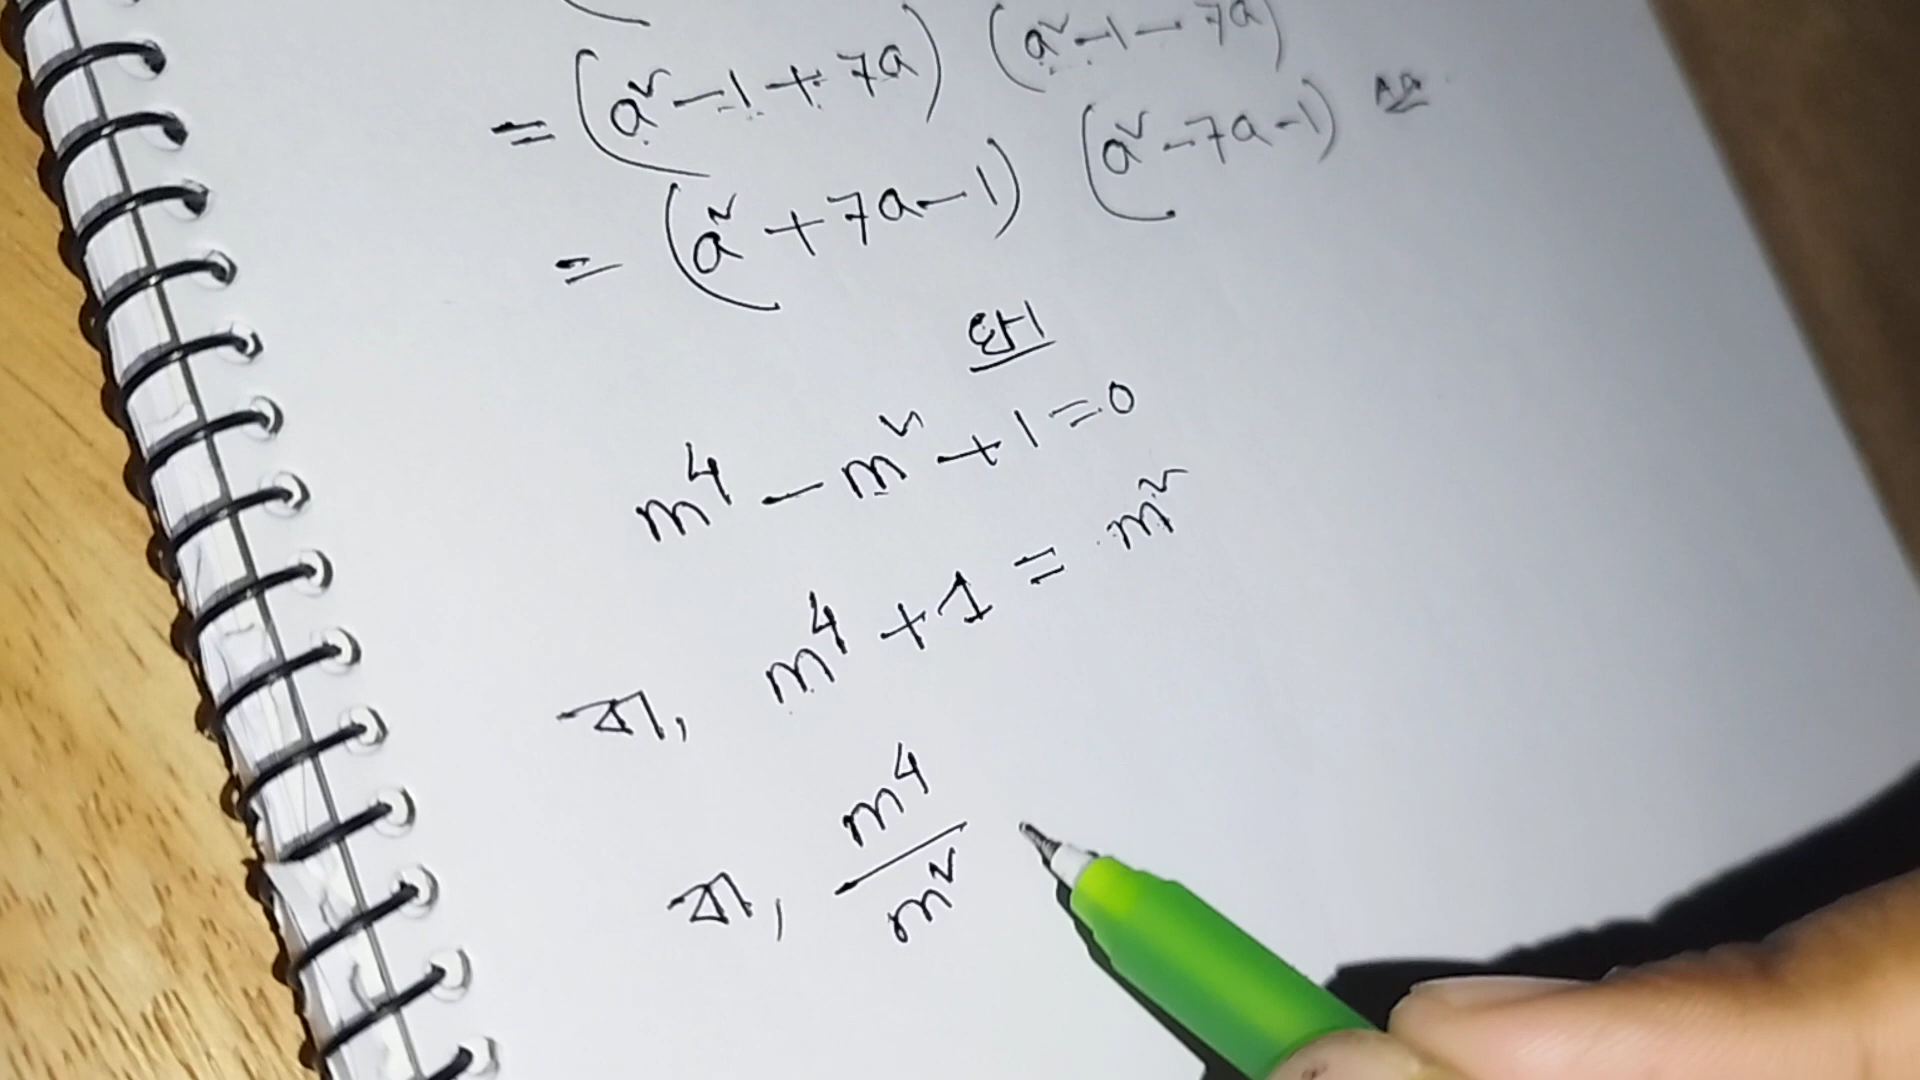 = (a² - 1 + 7a) (a² - 1 - 7a)
= (a² + 7a - 1) (a² - 7a - 1)
m⁴ - m² + 1 = 0
বা, m⁴ + 1 = m²
বা, m⁴/m²